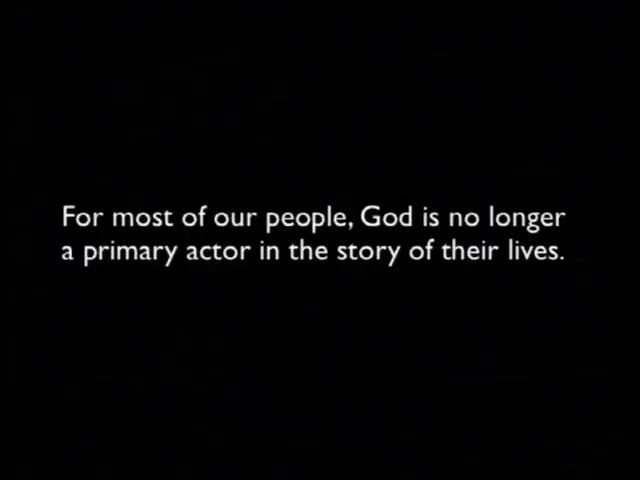 For most of our people, God is no longer
a primary actor in the story of their lives.